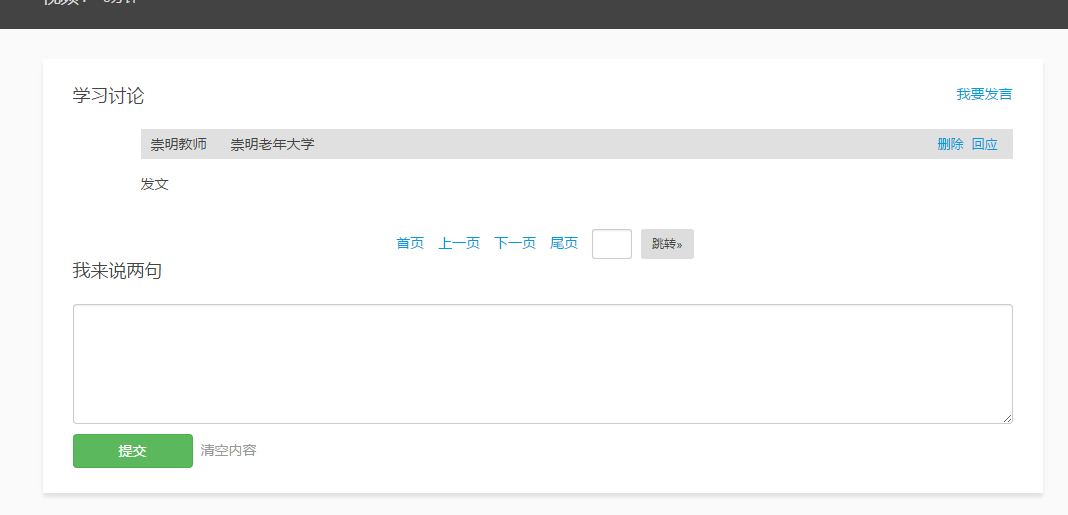 学习讨论 我要发言
崇明教师 崇明老年大学 删除 回应
发文
首页 上一页 下一页 尾页 跳转»
我来说两句
提交 清空内容